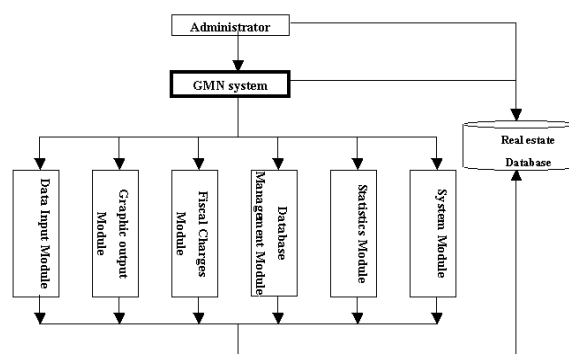 Administrator
GMN system
Real estate
Database
Data Input Module
Graphic output
Module
Fiscal Charges
Module
Database
Management Module
Statistics Module
System Module